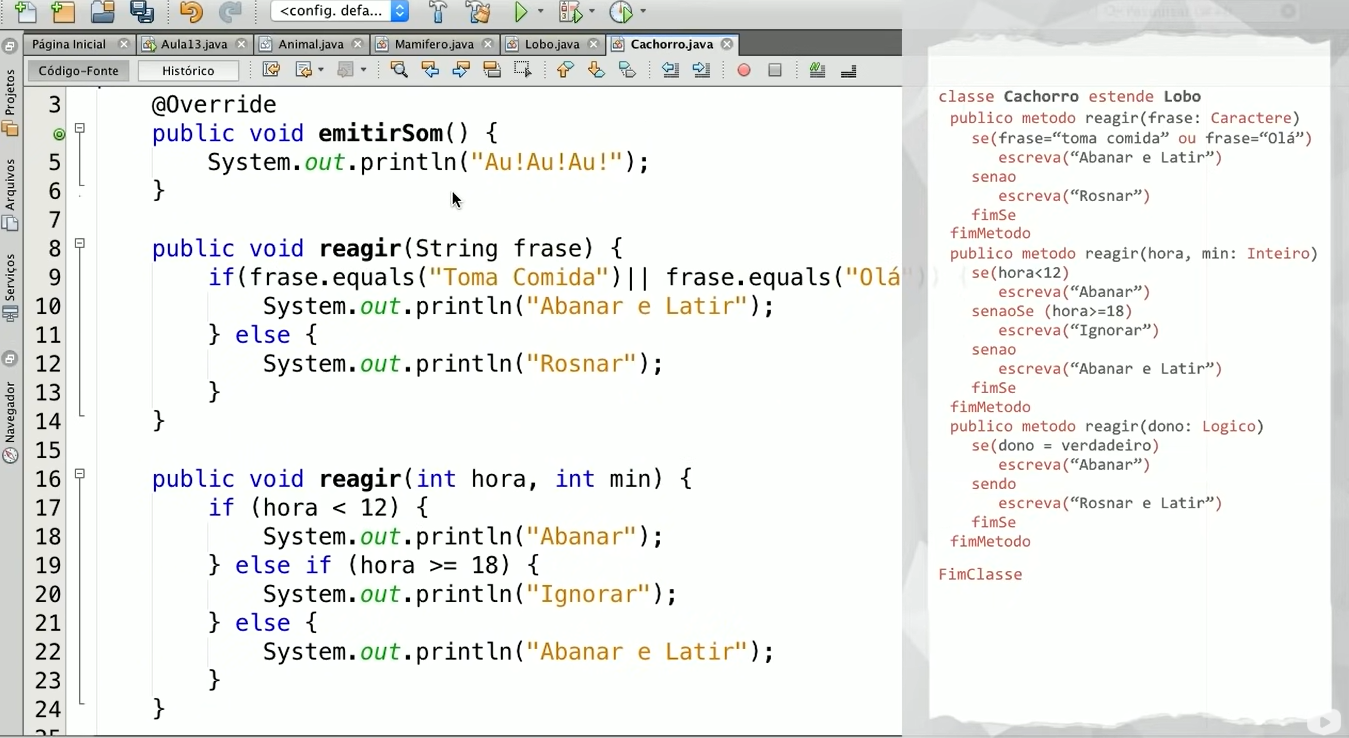 <config. defa...
Página Inicial
Aula13.java
Animal.java
Mamifero.java
Lobo.java
Cachorro.java
Código-Fonte
Histórico
Projetos
Arquivos
Serviços
Navegador
3 @Override
public void emitirSom() {
5 System.out.println("Au!Au!Au!");
6 }
7
8 public void reagir(String frase) {
9 if(frase.equals("Toma Comida")|| frase.equals("Olá")) {
10 System.out.println("Abanar e Latir");
11 } else {
12 System.out.println("Rosnar");
13 }
14 }
15
16 public void reagir(int hora, int min) {
17 if (hora < 12) {
18 System.out.println("Abanar");
19 } else if (hora >= 18) {
20 System.out.println("Ignorar");
21 } else {
22 System.out.println("Abanar e Latir");
23 }
24 }
classe Cachorro estende Lobo
publico metodo reagir(frase: Caractere)
se(frase=“toma comida” ou frase=“Olá”)
escreva(“Abanar e Latir”)
senao
escreva(“Rosnar”)
fimSe
fimMetodo
publico metodo reagir(hora, min: Inteiro)
se(hora<12)
escreva(“Abanar”)
senaoSe (hora>=18)
escreva(“Ignorar”)
senao
escreva(“Abanar e Latir”)
fimSe
fimMetodo
publico metodo reagir(dono: Logico)
se(dono = verdadeiro)
escreva(“Abanar”)
sendo
escreva(“Rosnar e Latir”)
fimSe
fimMetodo
FimClasse